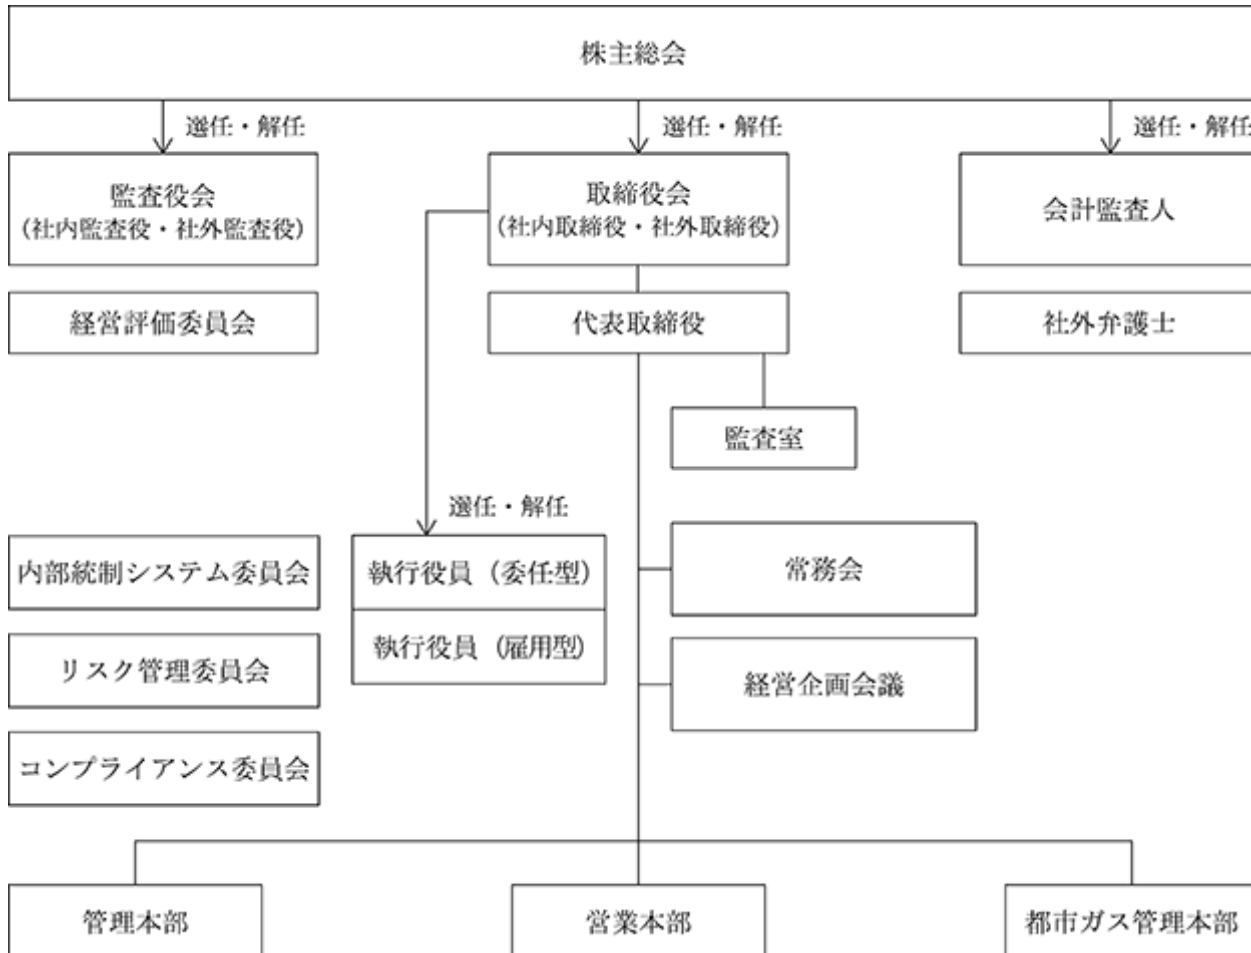 株主総会
選任・解任
選任・解任
選任・解任
監査役会
(社内監査役・社外監査役)
取締役会
(社内取締役・社外取締役)
会計監査人
経営評価委員会
代表取締役
社外弁護士
監査室
選任・解任
内部統制システム委員会
執行役員（委任型）
常務会
執行役員（雇用型）
リスク管理委員会
経営企画会議
コンプライアンス委員会
管理本部
営業本部
都市ガス管理本部